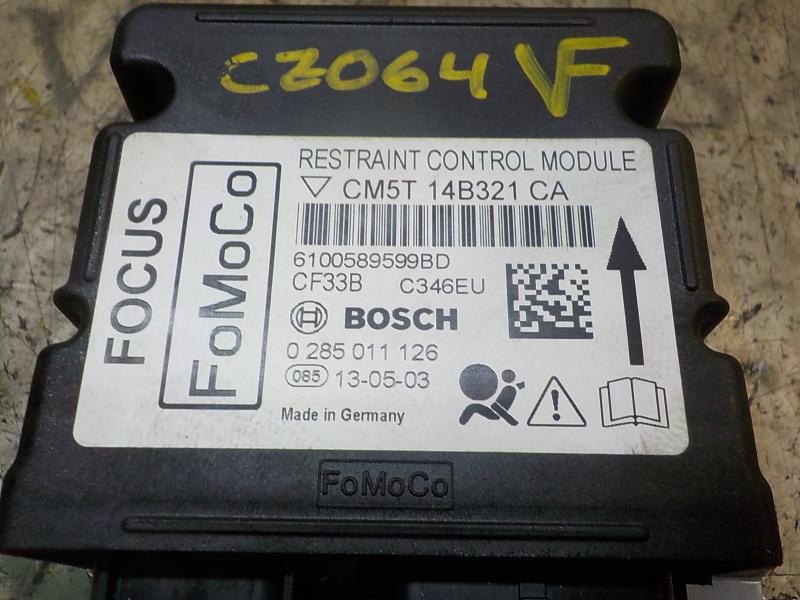 CZ064 VF
RESTRAINT CONTROL MODULE
CM5T 14B321 CA
6100589599BD
CF33B C346EU
BOSCH
0 285 011 126
085 13-05-03
Made in Germany
FOCUS
FoMoCo
FoMoCo